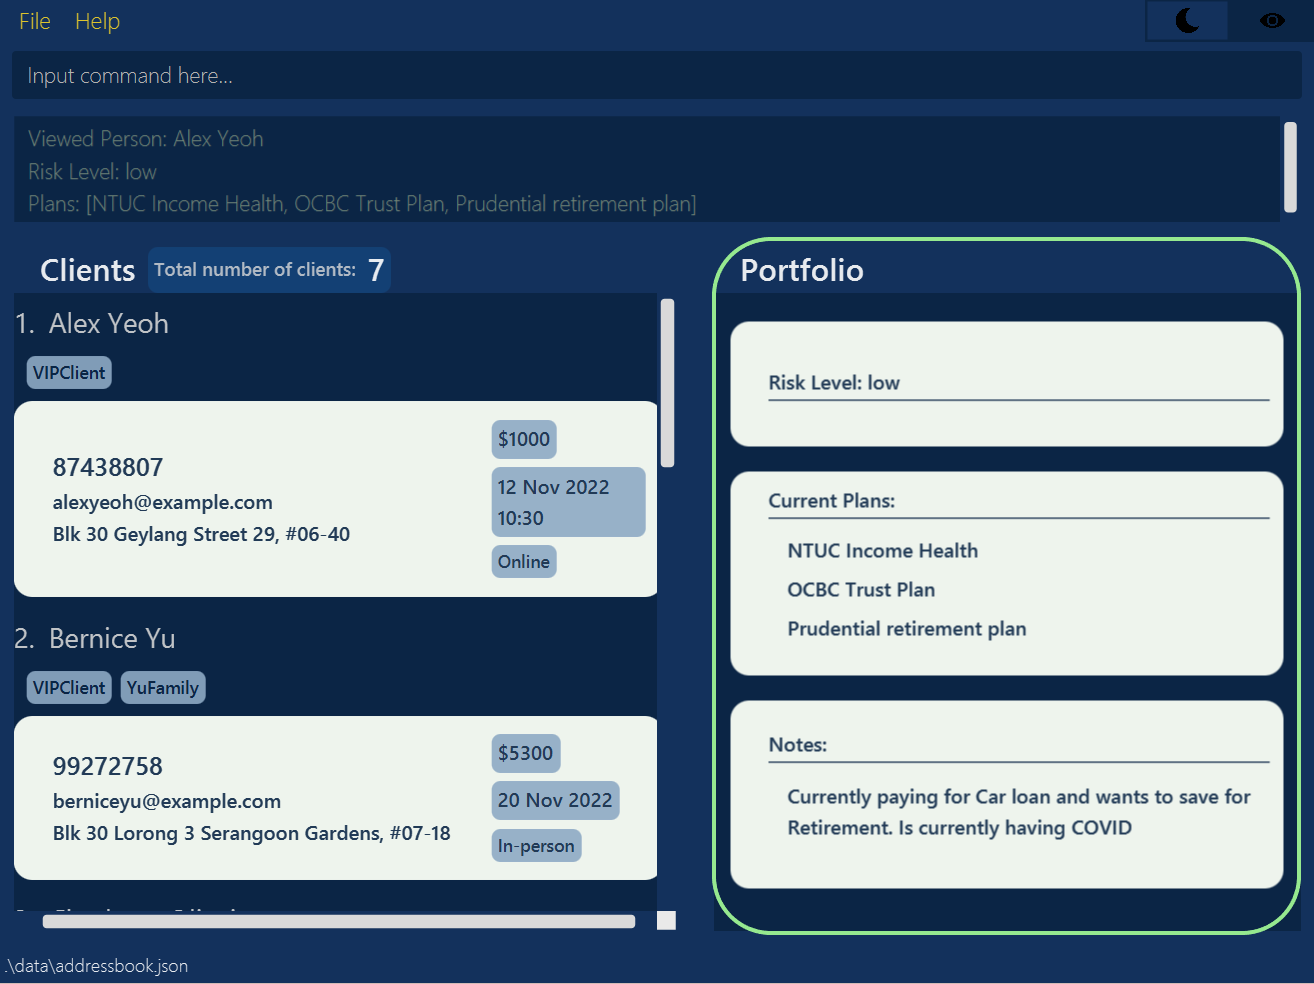 File Help
Input command here...
Viewed Person: Alex Yeoh
Risk Level: low
Plans: [NTUC Income Health, OCBC Trust Plan, Prudential retirement plan]
Clients Total number of clients: 7
1. Alex Yeoh
VIPClient
87438807
alexyeoh@example.com
Blk 30 Geylang Street 29, #06-40
$1000
12 Nov 2022
10:30
Online
2. Bernice Yu
VIPClient YuFamily
99272758
berniceyu@example.com
Blk 30 Lorong 3 Serangoon Gardens, #07-18
$5300
20 Nov 2022
In-person
Portfolio
Risk Level: low
Current Plans:
NTUC Income Health
OCBC Trust Plan
Prudential retirement plan
Notes:
Currently paying for Car loan and wants to save for
Retirement. Is currently having COVID
.\data\addressbook.json